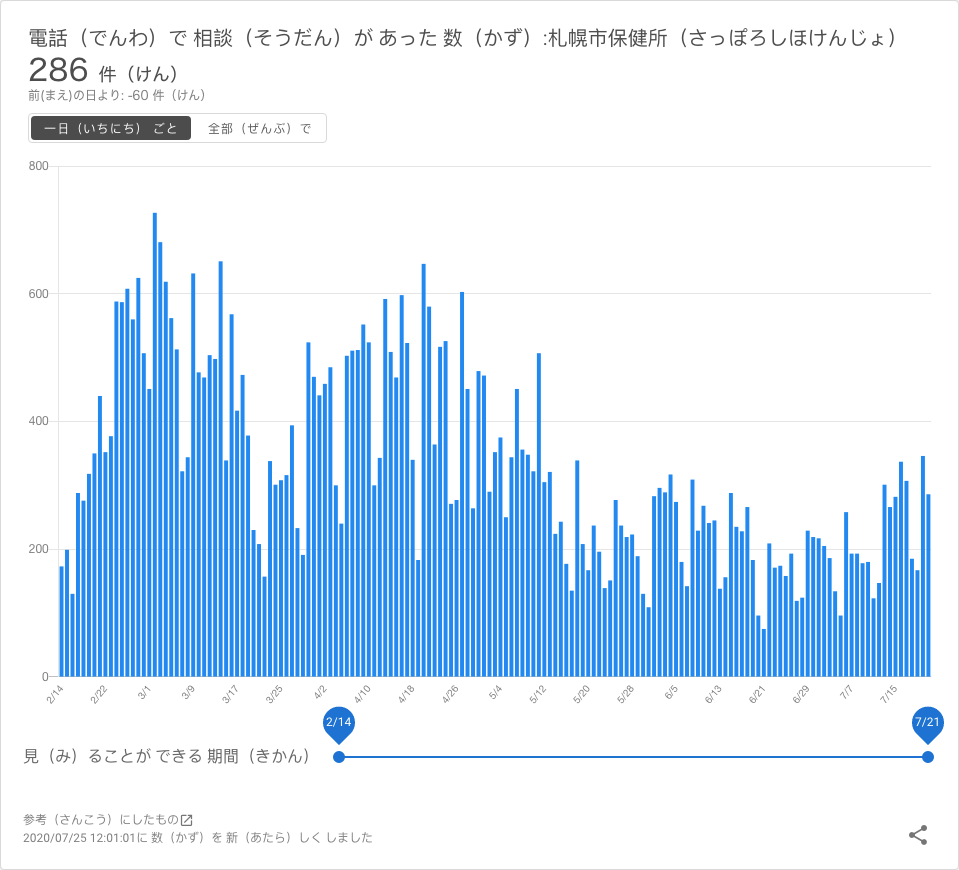 電話（でんわ）で 相談（そうだん）が あった 数（かず）:札幌市保健所（さっぽろしほけんじょ）
286 件（けん）
前(まえ)の日より: -60 件（けん）
一日（いちにち） ごと 全部（ぜんぶ）で
800
600
400
200
0
2/14 2/22 3/1 3/9 3/17 3/25 4/2 4/10 4/18 4/26 5/4 5/12 5/20 5/28 6/5 6/13 6/21 6/29 7/7 7/15
2/14 7/21
見（み）ることが できる 期間（きかん）
参考（さんこう）にしたもの
2020/07/25 12:01:01に 数（かず）を 新（あたら）しく しました